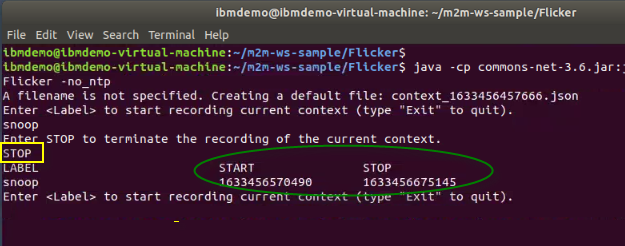 ibmdemo@ibmdemo-virtual-machine: ~/m2m-ws-sample/Flicker
File Edit View Search Terminal Help
ibmdemo@ibmdemo-virtual-machine:~/m2m-ws-sample/Flicker$
ibmdemo@ibmdemo-virtual-machine:~/m2m-ws-sample/Flicker$ java -cp commons-net-3.6.jar:
Flicker -no_ntp
A filename is not specified. Creating a default file: context_1633456457666.json
Enter <Label> to start recording current context (type "Exit" to quit).
snoop
Enter STOP to terminate the recording of the current context.
STOP
LABEL START STOP
snoop 1633456570490 1633456675145
Enter <Label> to start recording current context (type "Exit" to quit).